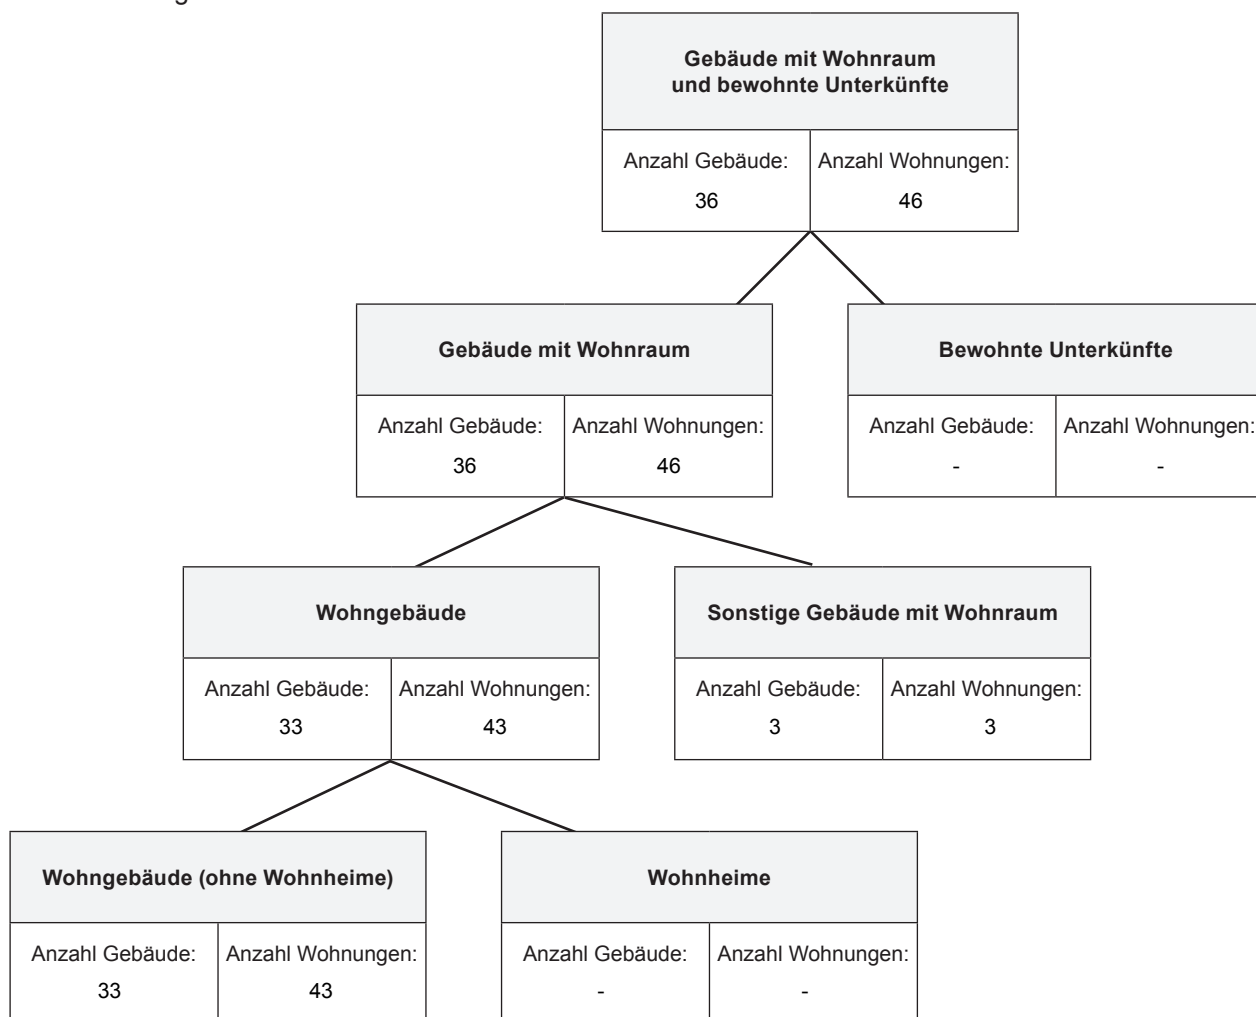 Gebäude mit Wohnraum
und bewohnte Unterkünfte
Anzahl Gebäude: Anzahl Wohnungen:
36 46
Gebäude mit Wohnraum Bewohnte Unterkünfte
Anzahl Gebäude: Anzahl Wohnungen: Anzahl Gebäude: Anzahl Wohnungen:
36 46 - -
Wohngebäude Sonstige Gebäude mit Wohnraum
Anzahl Gebäude: Anzahl Wohnungen: Anzahl Gebäude: Anzahl Wohnungen:
33 43 3 3
Wohngebäude (ohne Wohnheime) Wohnheime
Anzahl Gebäude: Anzahl Wohnungen: Anzahl Gebäude: Anzahl Wohnungen:
33 43 - -